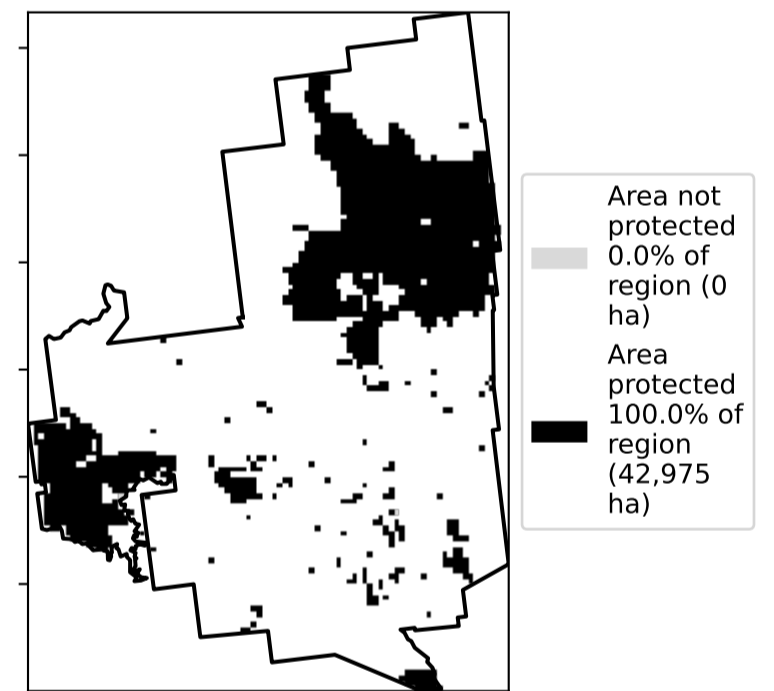 Area not
protected
0.0% of
region (0
ha)
Area
protected
100.0% of
region
(42,975
ha)